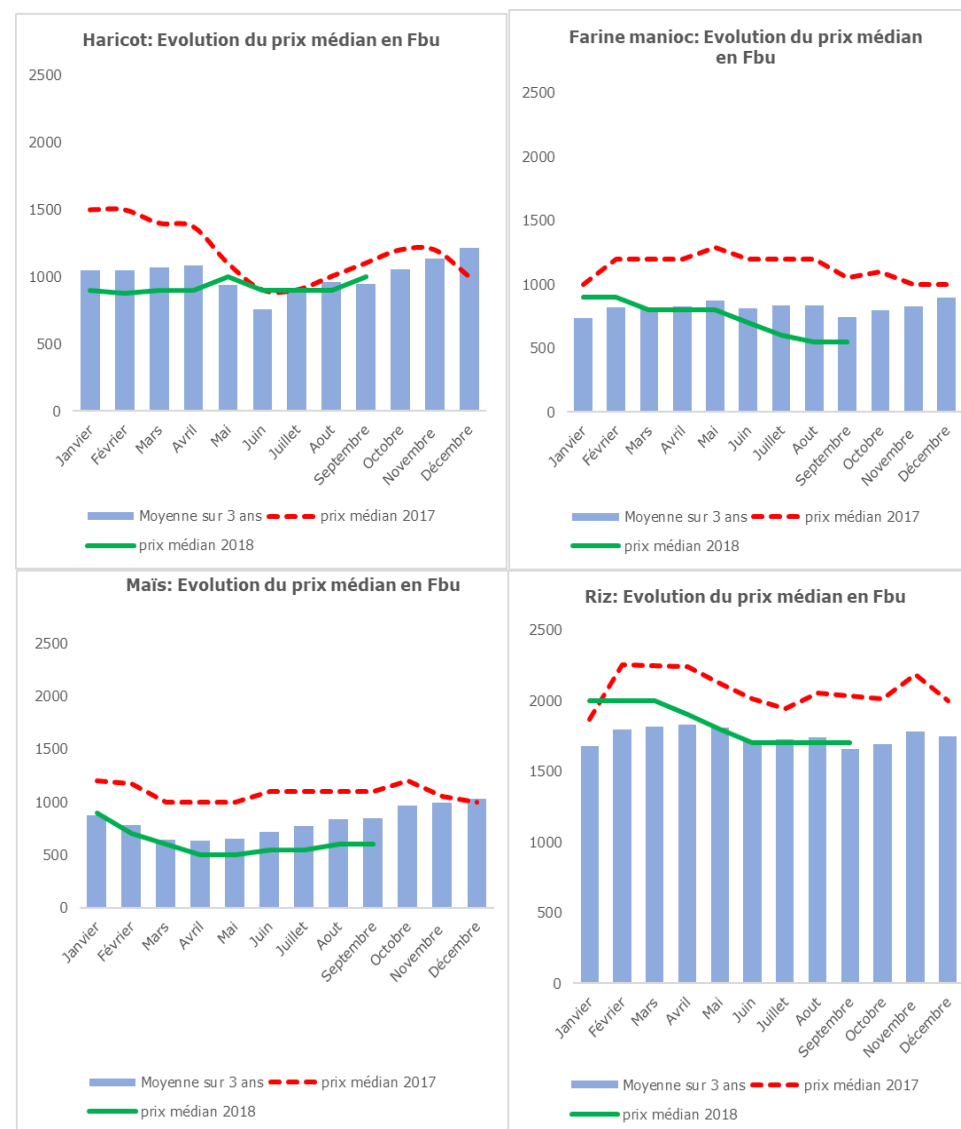 Haricot: Evolution du prix médian en Fbu
2500
2000
1500
1000
500
0
Janvier
Février
Mars
Avril
Mai
Juin
Juillet
Aout
Septembre
Octobre
Novembre
Décembre
Moyenne sur 3 ans
prix médian 2017
prix médian 2018
Farine manioc: Evolution du prix médian
en Fbu
2500
2000
1500
1000
500
0
Janvier
Février
Mars
Avril
Mai
Juin
Juillet
Aout
Septembre
Octobre
Novembre
Décembre
Moyenne sur 3 ans
prix médian 2017
prix médian 2018
Maïs: Evolution du prix médian en Fbu
2500
2000
1500
1000
500
0
Janvier
Février
Mars
Avril
Mai
Juin
Juillet
Aout
Septembre
Octobre
Novembre
Décembre
Moyenne sur 3 ans
prix médian 2017
prix médian 2018
Riz: Evolution du prix médian en Fbu
2500
2000
1500
1000
500
0
Janvier
Février
Mars
Avril
Mai
Juin
Juillet
Aout
Septembre
Octobre
Novembre
Décembre
Moyenne sur 3 ans
prix médian 2017
prix médian 2018